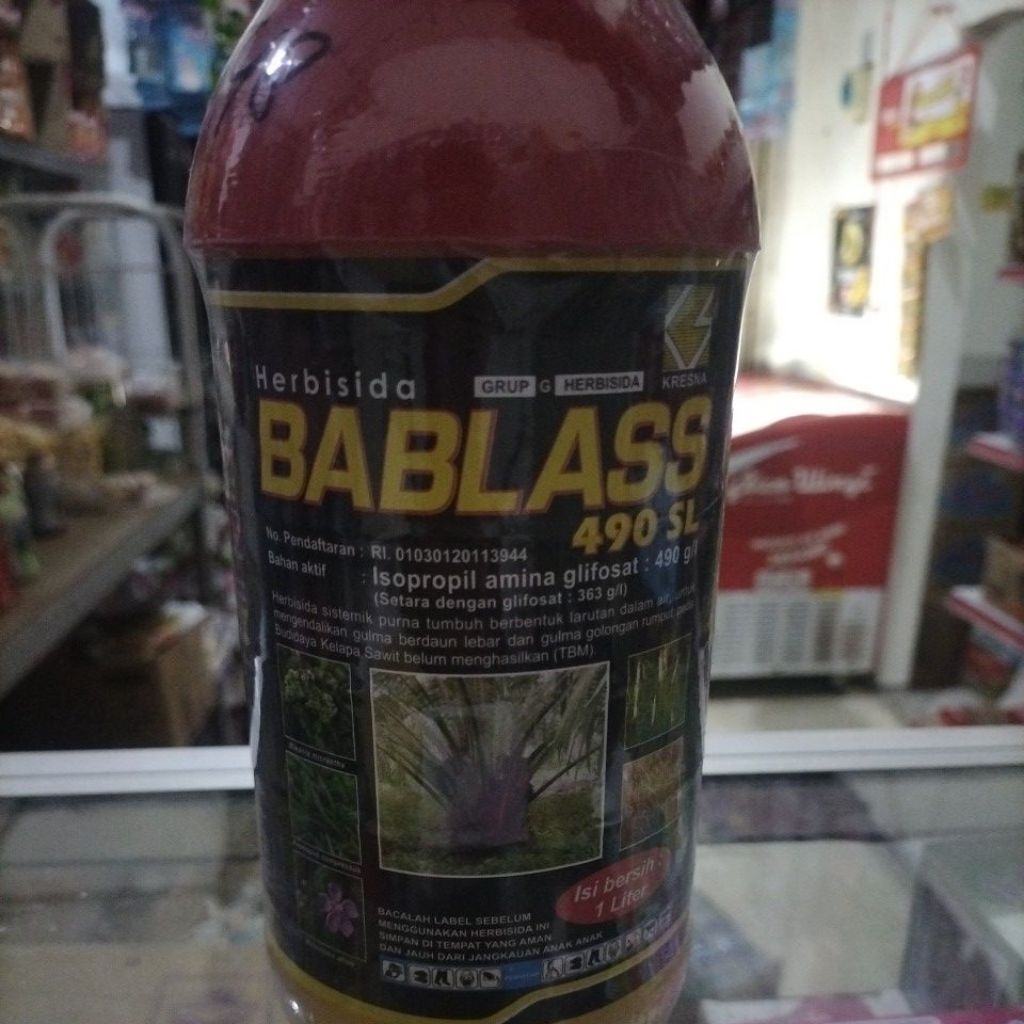 Herbisida
GRUP G HERBISIDA
KRESNA
BABLASS
490 SL
No. Pendaftaran : RI. 01030120113944
Bahan aktif : Isopropil amina glifosat : 490 g/l
(Setara dengan glifosat : 363 g/l)
Herbisida sistemik purna tumbuh berbentuk larutan dalam air, untuk
mengendalikan gulma berdaun lebar dan gulma golongan rumput pada
Budidaya Kelapa Sawit belum menghasilkan (TBM).
Mikania micrantha
Isi bersih :
1 Liter
BACALAH LABEL SEBELUM
MENGGUNAKAN HERBISIDA INI
SIMPAN DI TEMPAT YANG AMAN
DAN JAUH DARI JANGKAUAN ANAK ANAK